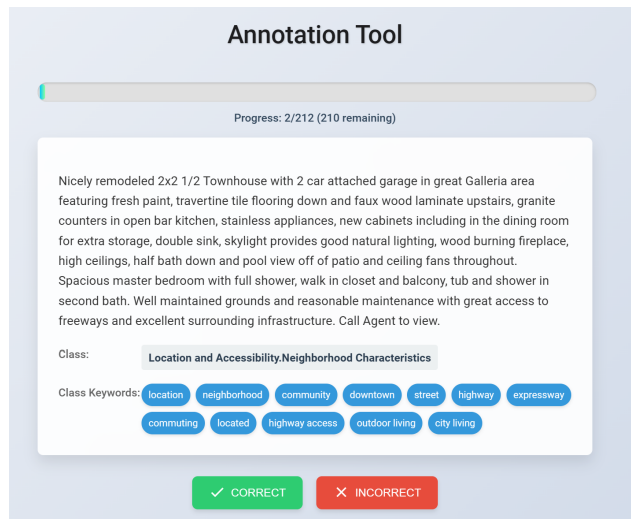 Annotation Tool
Progress: 2/212 (210 remaining)
Nicely remodeled 2x2 1/2 Townhouse with 2 car attached garage in great Galleria area
featuring fresh paint, travertine tile flooring down and faux wood laminate upstairs, granite
counters in open bar kitchen, stainless appliances, new cabinets including in the dining room
for extra storage, double sink, skylight provides good natural lighting, wood burning fireplace,
high ceilings, half bath down and pool view off of patio and ceiling fans throughout.
Spacious master bedroom with full shower, walk in closet and balcony, tub and shower in
second bath. Well maintained grounds and reasonable maintenance with great access to
freeways and excellent surrounding infrastructure. Call Agent to view.
Class: Location and Accessibility.Neighborhood Characteristics
Class Keywords: location neighborhood community downtown street highway expressway
commuting located highway access outdoor living city living
CORRECT INCORRECT